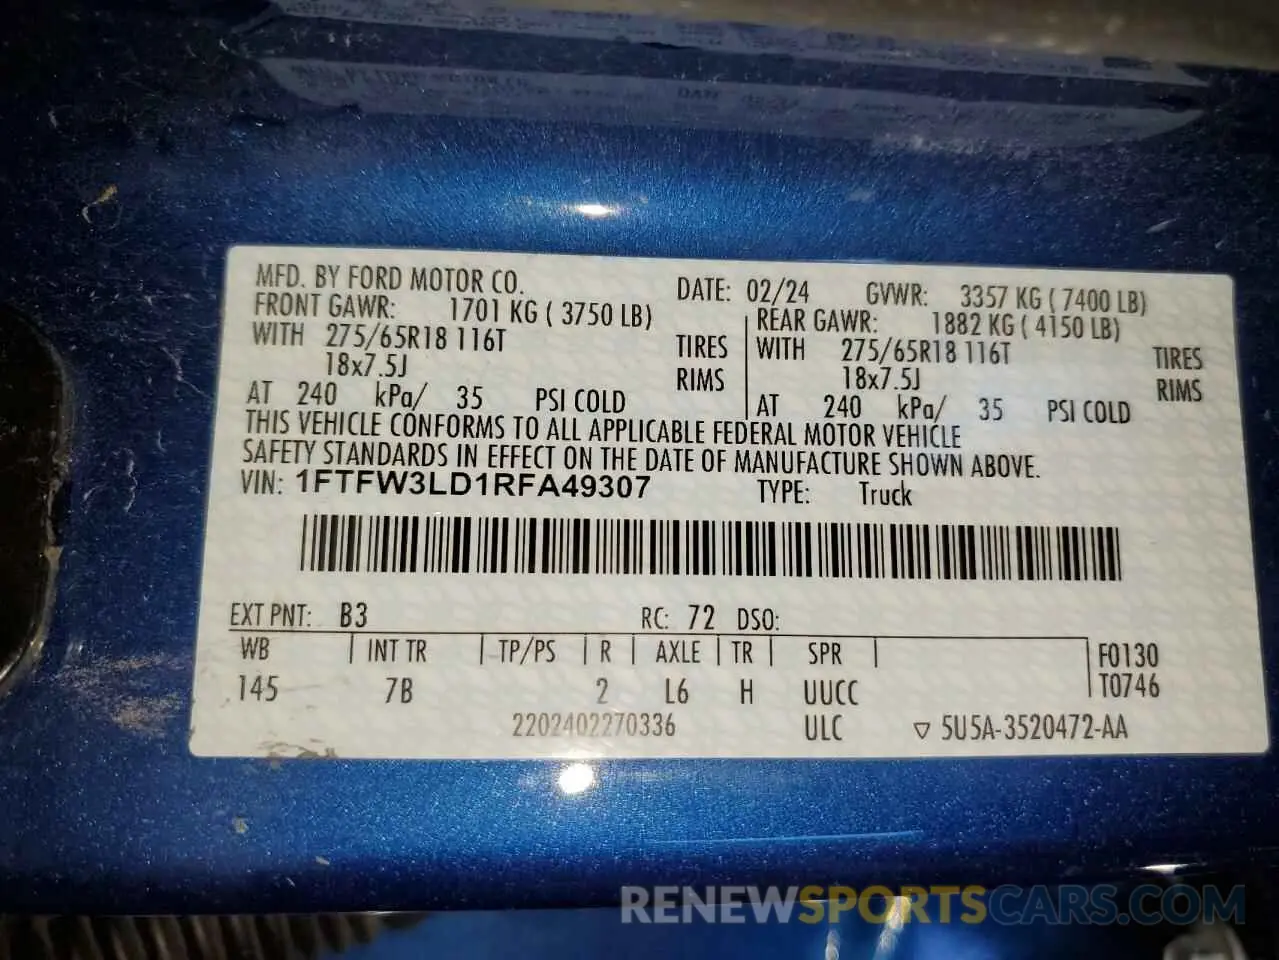 MFD. BY FORD MOTOR CO. DATE: 02/24 GVWR: 3357 KG ( 7400 LB)
FRONT GAWR: 1701 KG ( 3750 LB) REAR GAWR: 1882 KG ( 4150 LB)
WITH 275/65R18 116T TIRES WITH 275/65R18 116T TIRES
18x7.5J RIMS 18x7.5J RIMS
AT 240 kPa/ 35 PSI COLD AT 240 kPa/ 35 PSI COLD
THIS VEHICLE CONFORMS TO ALL APPLICABLE FEDERAL MOTOR VEHICLE
SAFETY STANDARDS IN EFFECT ON THE DATE OF MANUFACTURE SHOWN ABOVE.
VIN: 1FTFW3LD1RFA49307 TYPE: Truck
EXT PNT: B3 RC: 72 DSO:
WB INT TR TP/PS R AXLE TR SPR F0130
145 7B 2 L6 H UUCC T0746
2202402270336 ULC ▽ 5U5A-3520472-AA
RENEWSPORTSCARS.COM